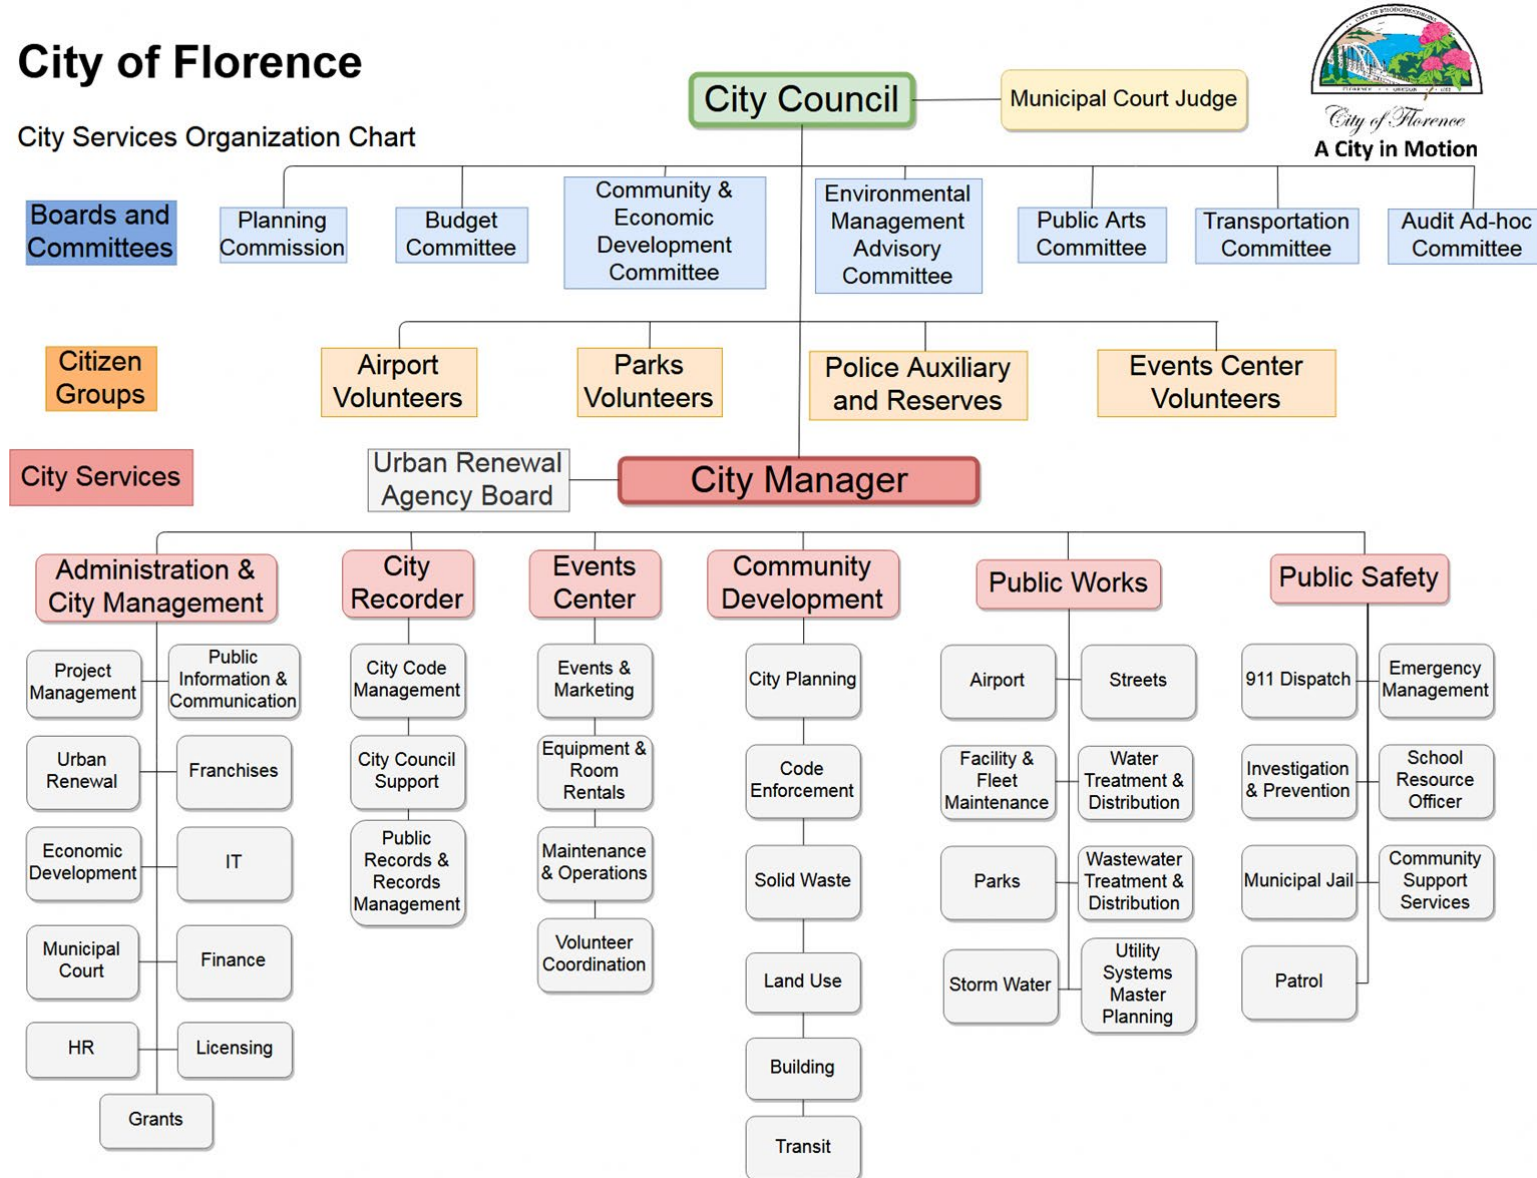 City of Florence
City Services Organization Chart
City Council
Municipal Court Judge
FLORENCE
OREGON
City of Florence
A City in Motion
Boards and
Committees
Planning
Commission
Budget
Committee
Community &
Economic
Development
Committee
Environmental
Management
Advisory
Committee
Public Arts
Committee
Transportation
Committee
Audit Ad-hoc
Committee
Citizen
Groups
Airport
Volunteers
Parks
Volunteers
Police Auxiliary
and Reserves
Events Center
Volunteers
City Services
Urban Renewal
Agency Board
City Manager
Administration &
City Management
City
Recorder
Events
Center
Community
Development
Public Works
Public Safety
Project
Management
Public
Information &
Communication
Urban
Renewal
Franchises
Economic
Development
IT
Municipal
Court
Finance
HR
Licensing
Grants
City Code
Management
City Council
Support
Public
Records &
Records
Management
Events &
Marketing
Equipment &
Room
Rentals
Maintenance
& Operations
Volunteer
Coordination
City Planning
Code
Enforcement
Solid Waste
Land Use
Building
Transit
Airport
Streets
Facility &
Fleet
Maintenance
Water
Treatment &
Distribution
Parks
Wastewater
Treatment &
Distribution
Storm Water
Utility
Systems
Master
Planning
911 Dispatch
Emergency
Management
Investigation
& Prevention
School
Resource
Officer
Municipal Jail
Community
Support
Services
Patrol